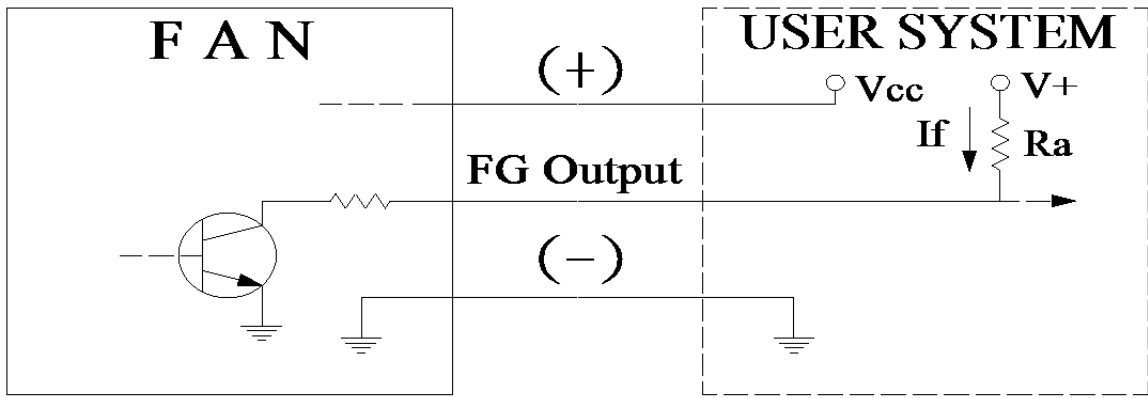 F A N
USER SYSTEM
(+)
Vcc
V+
If
Ra
FG Output
(-)